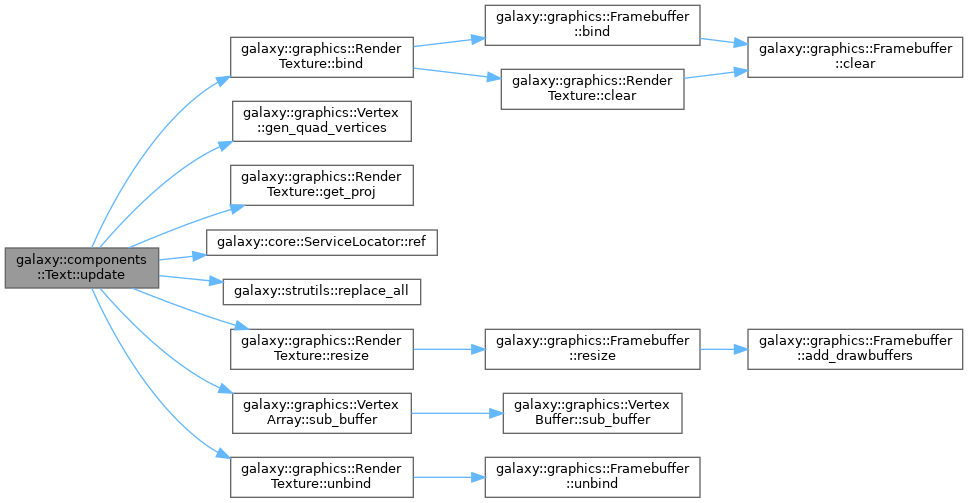 galaxy::components
::Text::update
galaxy::graphics::Render
Texture::bind
galaxy::graphics::Framebuffer
::bind
galaxy::graphics::Framebuffer
::clear
galaxy::graphics::Render
Texture::clear
galaxy::graphics::Vertex
::gen_quad_vertices
galaxy::graphics::Render
Texture::get_proj
galaxy::core::ServiceLocator::ref
galaxy::strutils::replace_all
galaxy::graphics::Render
Texture::resize
galaxy::graphics::Framebuffer
::resize
galaxy::graphics::Framebuffer
::add_drawbuffers
galaxy::graphics::Vertex
Array::sub_buffer
galaxy::graphics::Vertex
Buffer::sub_buffer
galaxy::graphics::Render
Texture::unbind
galaxy::graphics::Framebuffer
::unbind